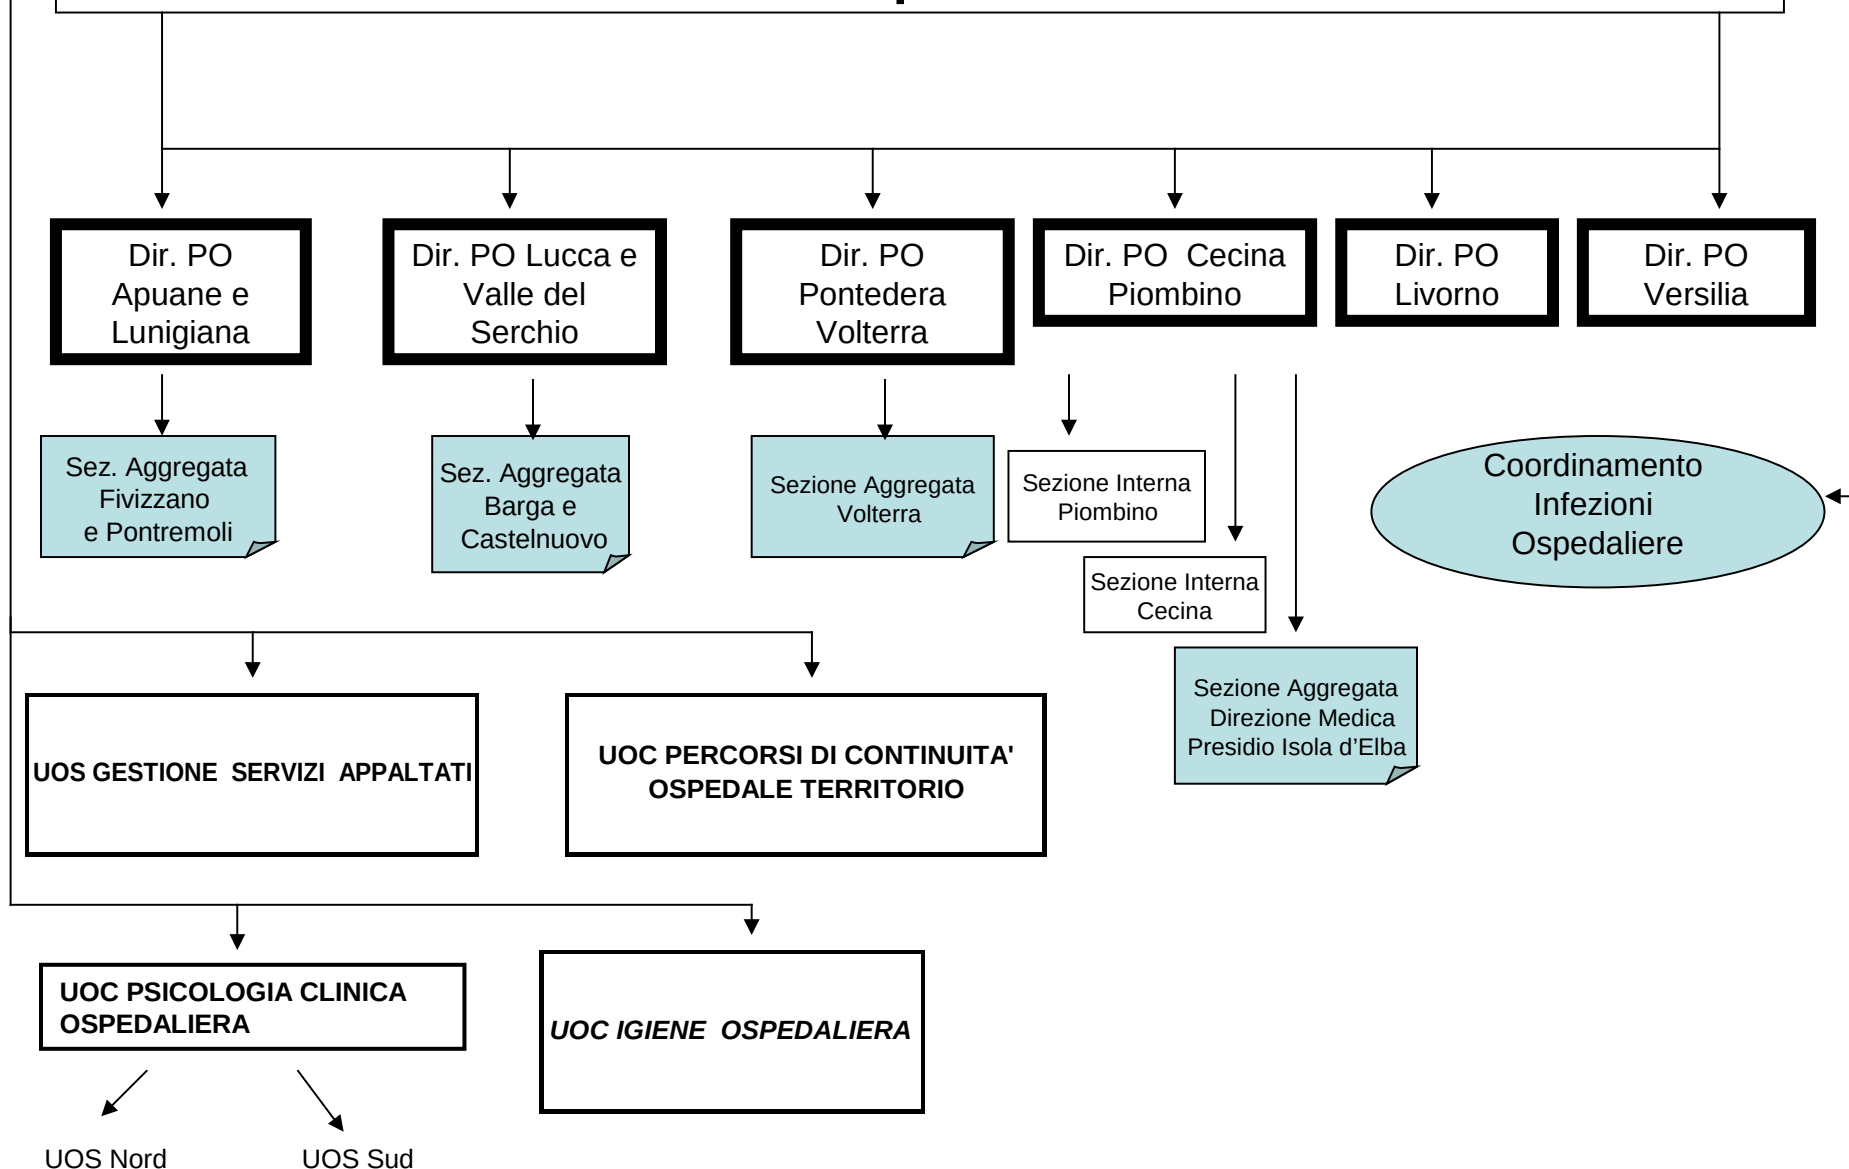 Dir. PO
Apuane e
Lunigiana
Dir. PO Lucca e
Valle del
Serchio
Dir. PO
Pontedera
Volterra
Dir. PO Cecina
Piombino
Dir. PO
Livorno
Dir. PO
Versilia
Sez. Aggregata
Fivizzano
e Pontremoli
Sez. Aggregata
Barga e
Castelnuovo
Sezione Aggregata
Volterra
Sezione Interna
Piombino
Sezione Interna
Cecina
Sezione Aggregata
Direzione Medica
Presidio Isola d’Elba
Coordinamento
Infezioni
Ospedaliere
UOS GESTIONE SERVIZI APPALTATI
UOC PERCORSI DI CONTINUITA'
OSPEDALE TERRITORIO
UOC PSICOLOGIA CLINICA
OSPEDALIERA
UOC IGIENE OSPEDALIERA
UOS Nord
UOS Sud